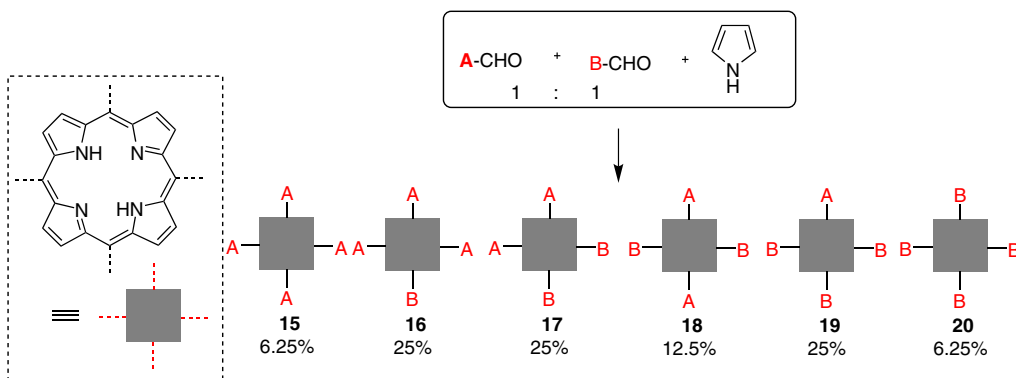 A-CHO + B-CHO + N H
1 : 1
NH N
N HN
A A A B
A A A A A B B B B B B B
A B B A B B
15 16 17 18 19 20
6.25% 25% 25% 12.5% 25% 6.25%